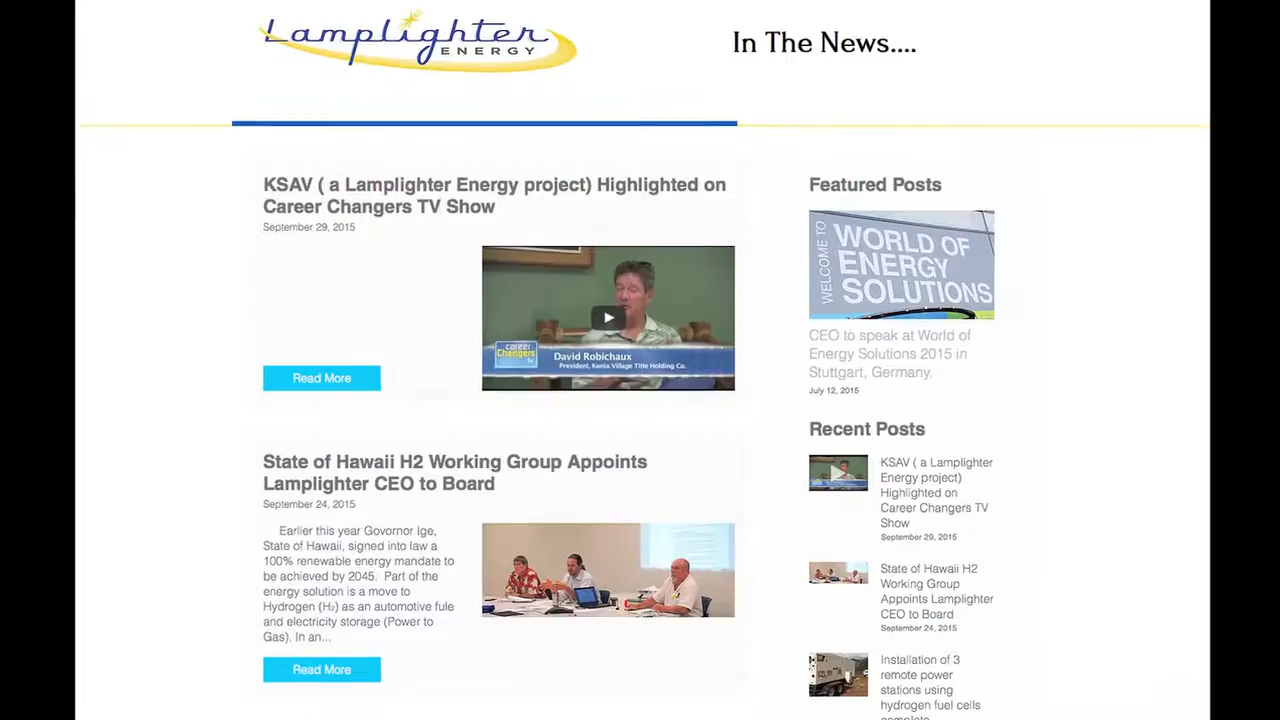 Lamplighter
ENERGY
In The News....
KSAV ( a Lamplighter Energy project) Highlighted on
Career Changers TV Show
September 29, 2015
career
Changers
TV
David Robichaux
President, Kunia Village Title Holding Co.
Read More
State of Hawaii H2 Working Group Appoints
Lamplighter CEO to Board
September 24, 2015
Earlier this year Governor Ige,
State of Hawaii, signed into law a
100% renewable energy mandate to
be achieved by 2045. Part of the
energy solution is a move to
Hydrogen (H₂) as an automotive fule
and electricity storage (Power to
Gas). In an...
Read More
Featured Posts
WELCOME TO
WORLD OF
ENERGY
SOLUTIONS
CEO to speak at World of
Energy Solutions 2015 in
Stuttgart, Germany.
July 12, 2015
Recent Posts
KSAV ( a Lamplighter
Energy project)
Highlighted on
Career Changers TV
Show
September 29, 2015
State of Hawaii H2
Working Group
Appoints Lamplighter
CEO to Board
September 24, 2015
Installation of 3
remote power
stations using
hydrogen fuel cells
complete